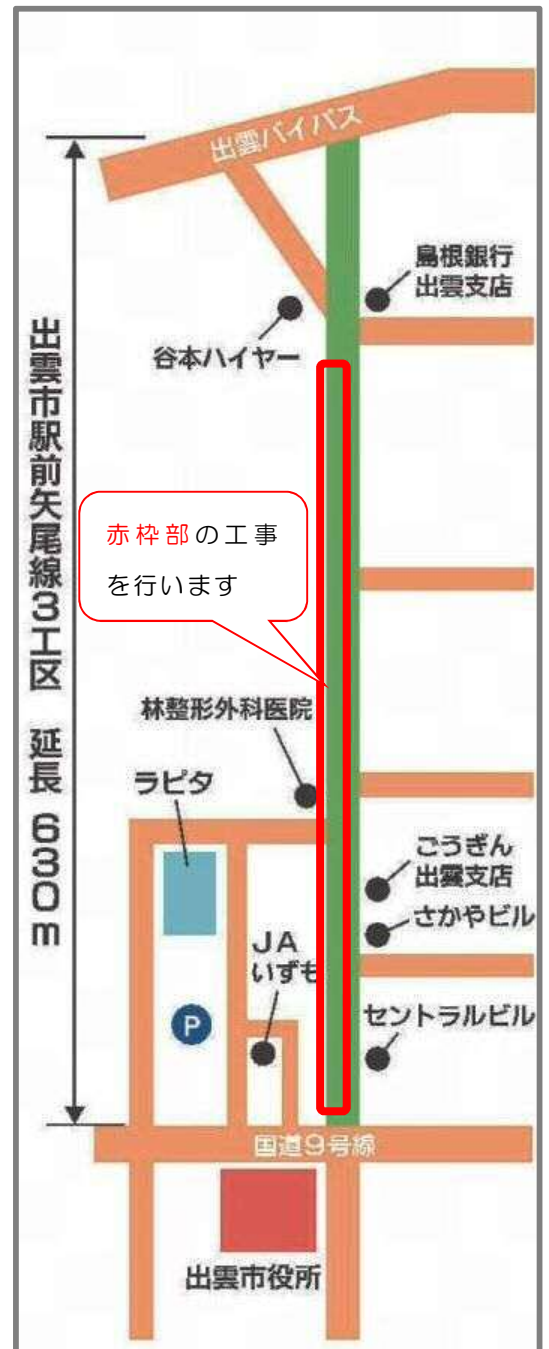 出雲バイパス
島根銀行
出雲支店
谷本ハイヤー
出雲市駅前矢尾線3工区 延長 630m
赤枠部の工事
を行います
林整形外科医院
ラピタ
ごうぎん
出雲支店
さかやビル
JA
いずも
P
セントラルビル
国道9号線
出雲市役所